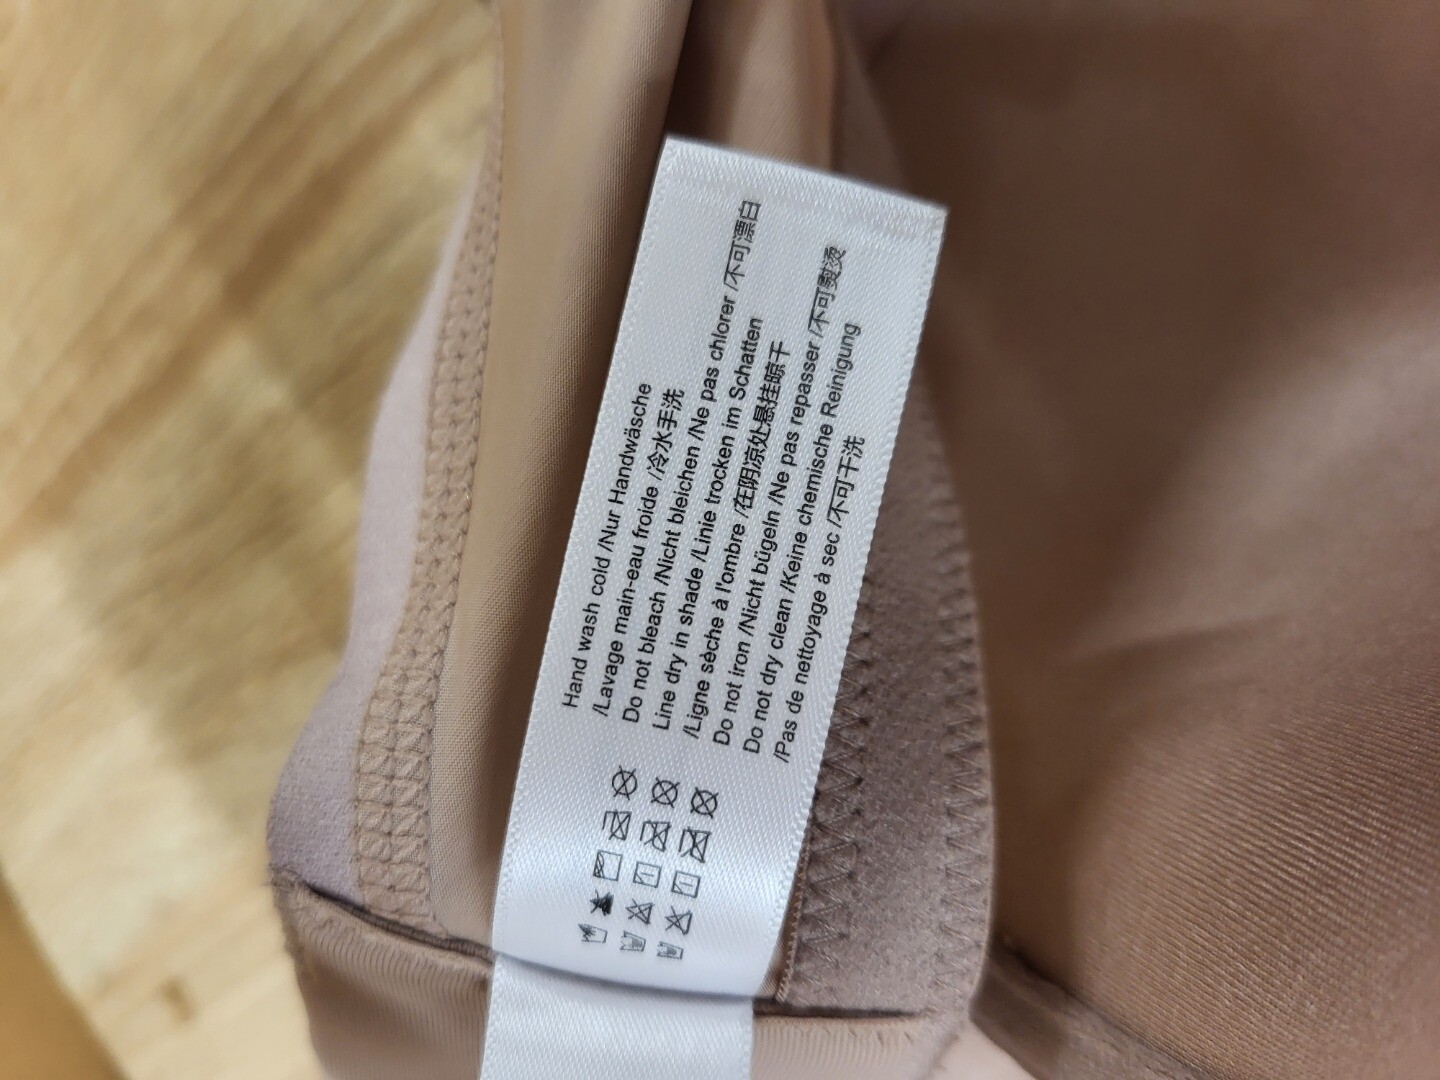 Hand wash cold /Nur Handwäsche
/Lavage main-eau froide /冷水手洗
Do not bleach /Nicht bleichen /Ne pas chlorer /不可漂白
Line dry in shade /Linie trocken im Schatten
/Ligne sèche à l'ombre /在阴凉处悬挂晾干
Do not iron /Nicht bügeln /Ne pas repasser /不可熨烫
Do not dry clean /Keine chemische Reinigung
/Pas de nettoyage à sec /不可干洗